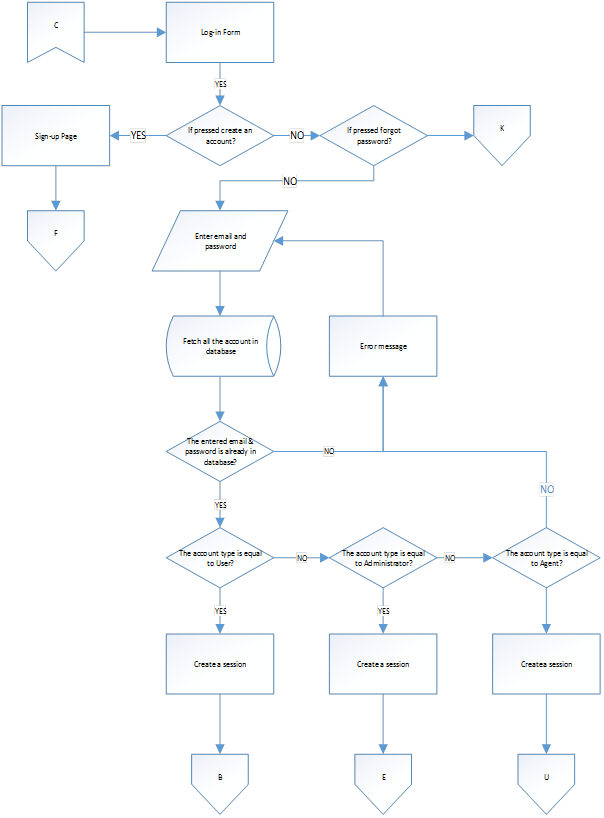 C
Log-in Form
YES
If pressed create an
account?
YES
NO
If pressed forgot
password?
K
Sign-up Page
F
NO
Enter email and
password
Fetch all the account in
database
Error message
The entered email &
password is already in
database?
NO
NO
YES
The account type is equal
to User?
NO
The account type is equal
to Administrator?
NO
The account type is equal
to Agent?
YES
YES
Create a session
Create a session
Create a session
B
E
U